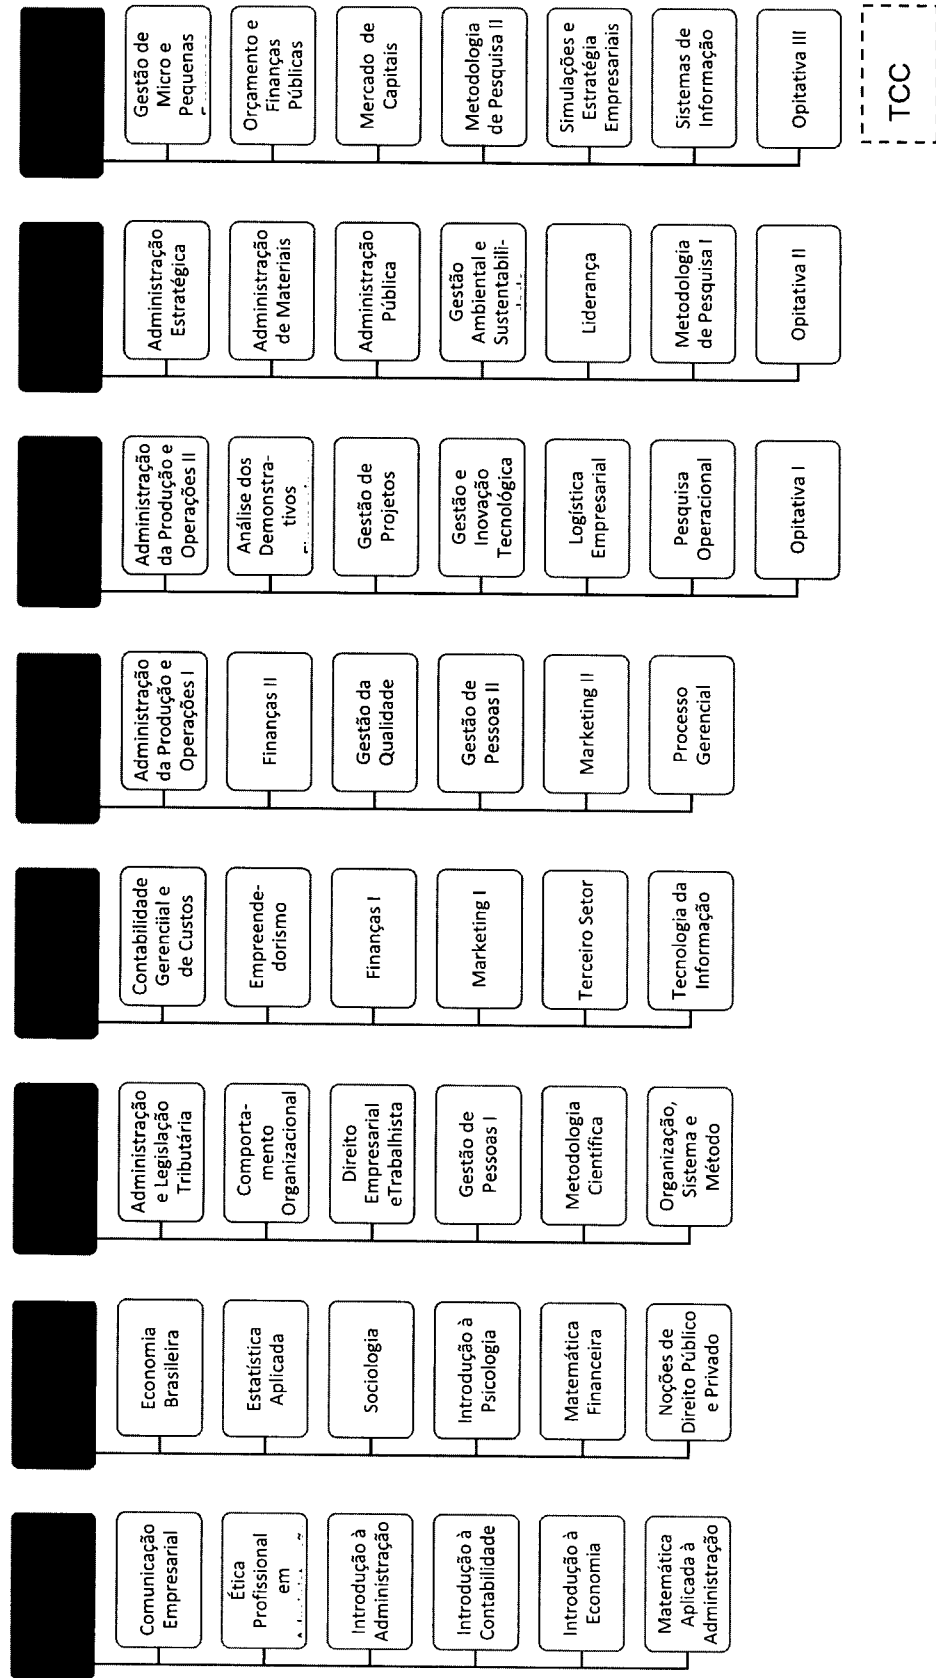 Comunicação
Empresarial
Ética
Profissional
em
Introdução à
Administração
Introdução à
Contabilidade
Introdução à
Economia
Matemática
Aplicada à
Administração
Economia
Brasileira
Estatística
Aplicada
Sociologia
Introdução à
Psicologia
Matemática
Financeira
Noções de
Direito Público
e Privado
Administração
e Legislação
Tributária
Comporta-
mento
Organizacional
Direito
Empresarial
eTrabalhista
Gestão de
Pessoas I
Metodologia
Científica
Organização,
Sistema e
Método
Contabilidade
Gerenciial e
de Custos
Empreende-
dorismo
Finanças I
Marketing I
Terceiro Setor
Tecnologia da
Informação
Administração
da Produção e
Operações I
Finanças II
Gestão da
Qualidade
Gestão de
Pessoas II
Marketing II
Processo
Gerencial
Administração
da Produção e
Operações II
Análise dos
Demonstra-
tivos
Gestão de
Projetos
Gestão e
Inovação
Tecnológica
Logística
Empresarial
Pesquisa
Operacional
Opitativa I
Administração
Estratégica
Administração
de Materiais
Administração
Pública
Gestão
Ambiental e
Sustentabili-
Liderança
Metodologia
de Pesquisa I
Opitativa II
Gestão de
Micro e
Pequenas
Orçamento e
Finanças
Públicas
Mercado de
Capitais
Metodologia
de Pesquisa II
Simulações e
Estratégia
Empresariais
Sistemas de
Informação
Opitativa III
TCC